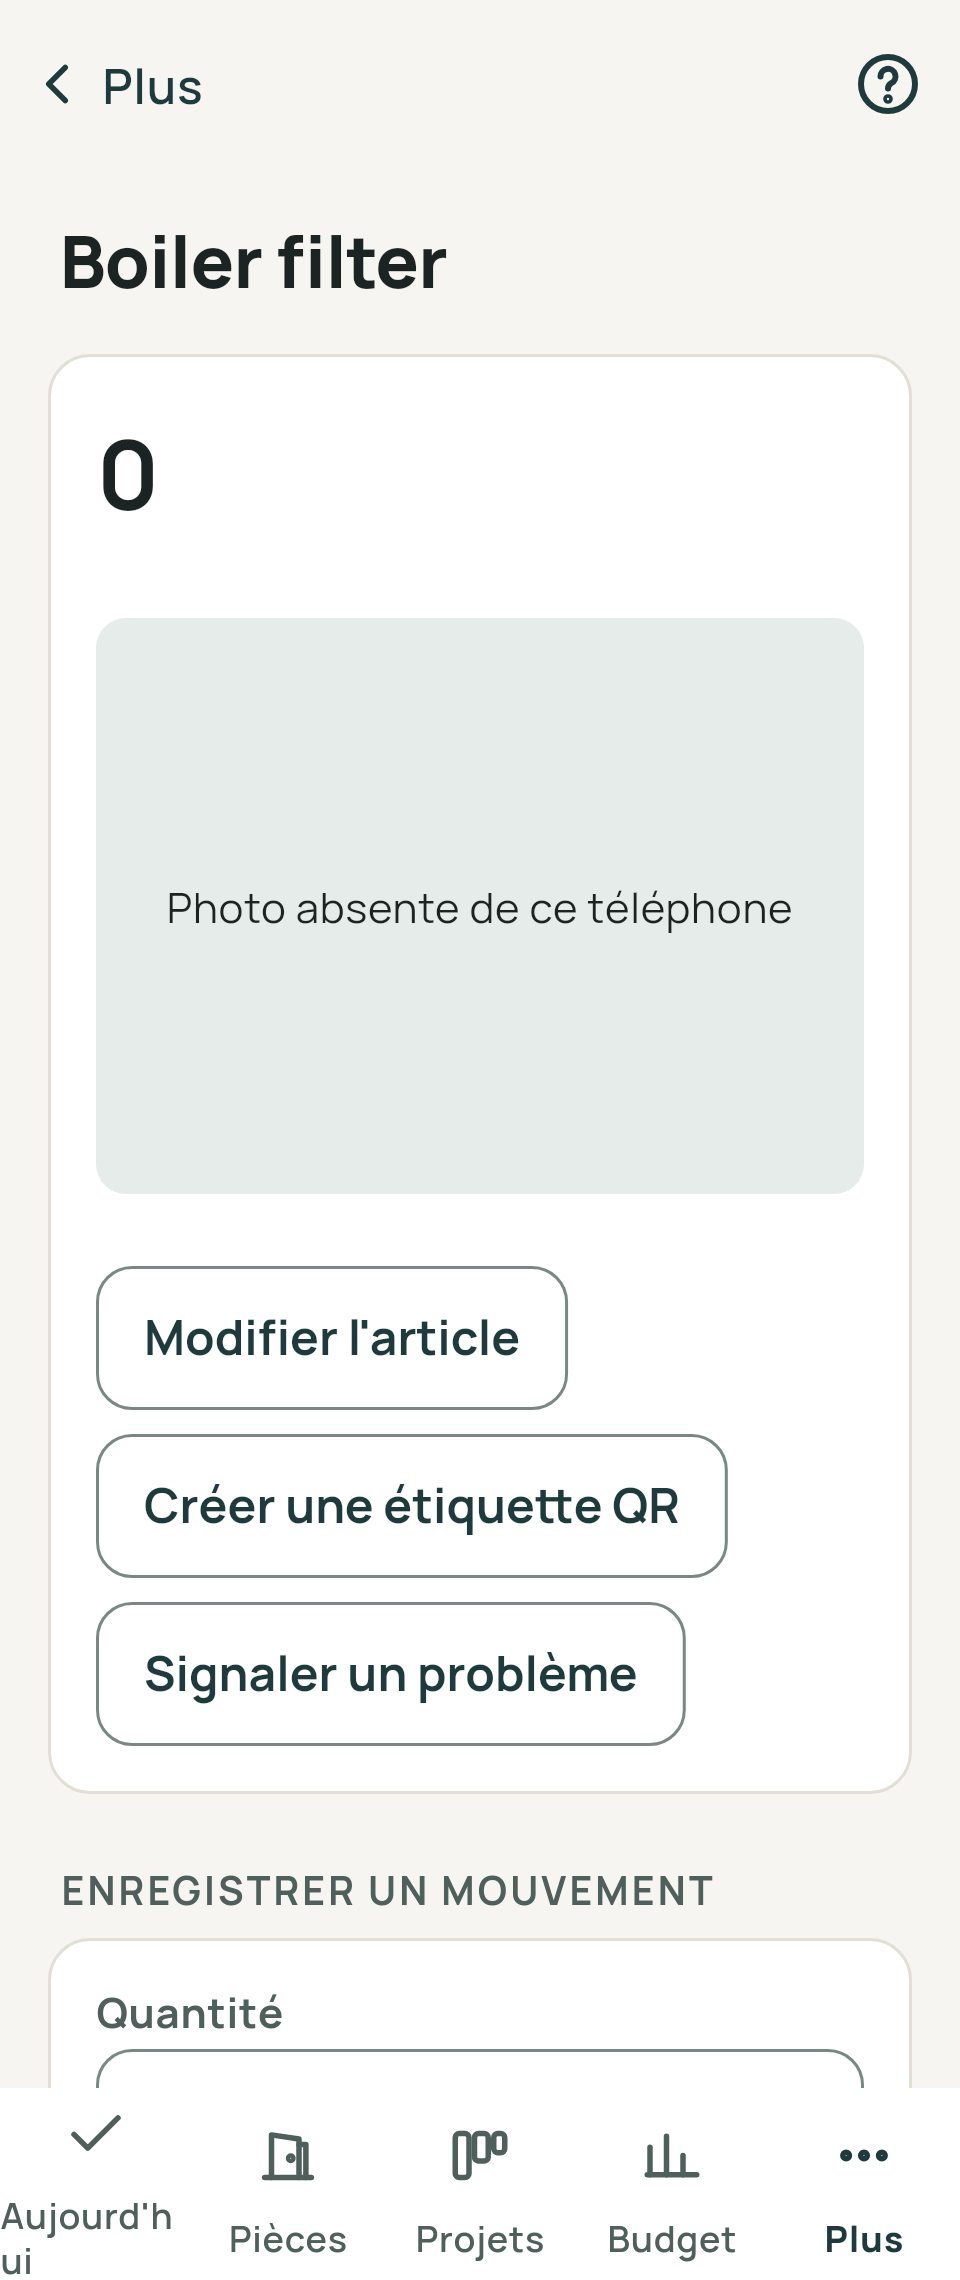 Plus
Boiler filter
0
Photo absente de ce téléphone
Modifier l'article
Créer une étiquette QR
Signaler un problème
ENREGISTRER UN MOUVEMENT
Quantité
Aujourd'h
ui
Pièces
Projets
Budget
Plus